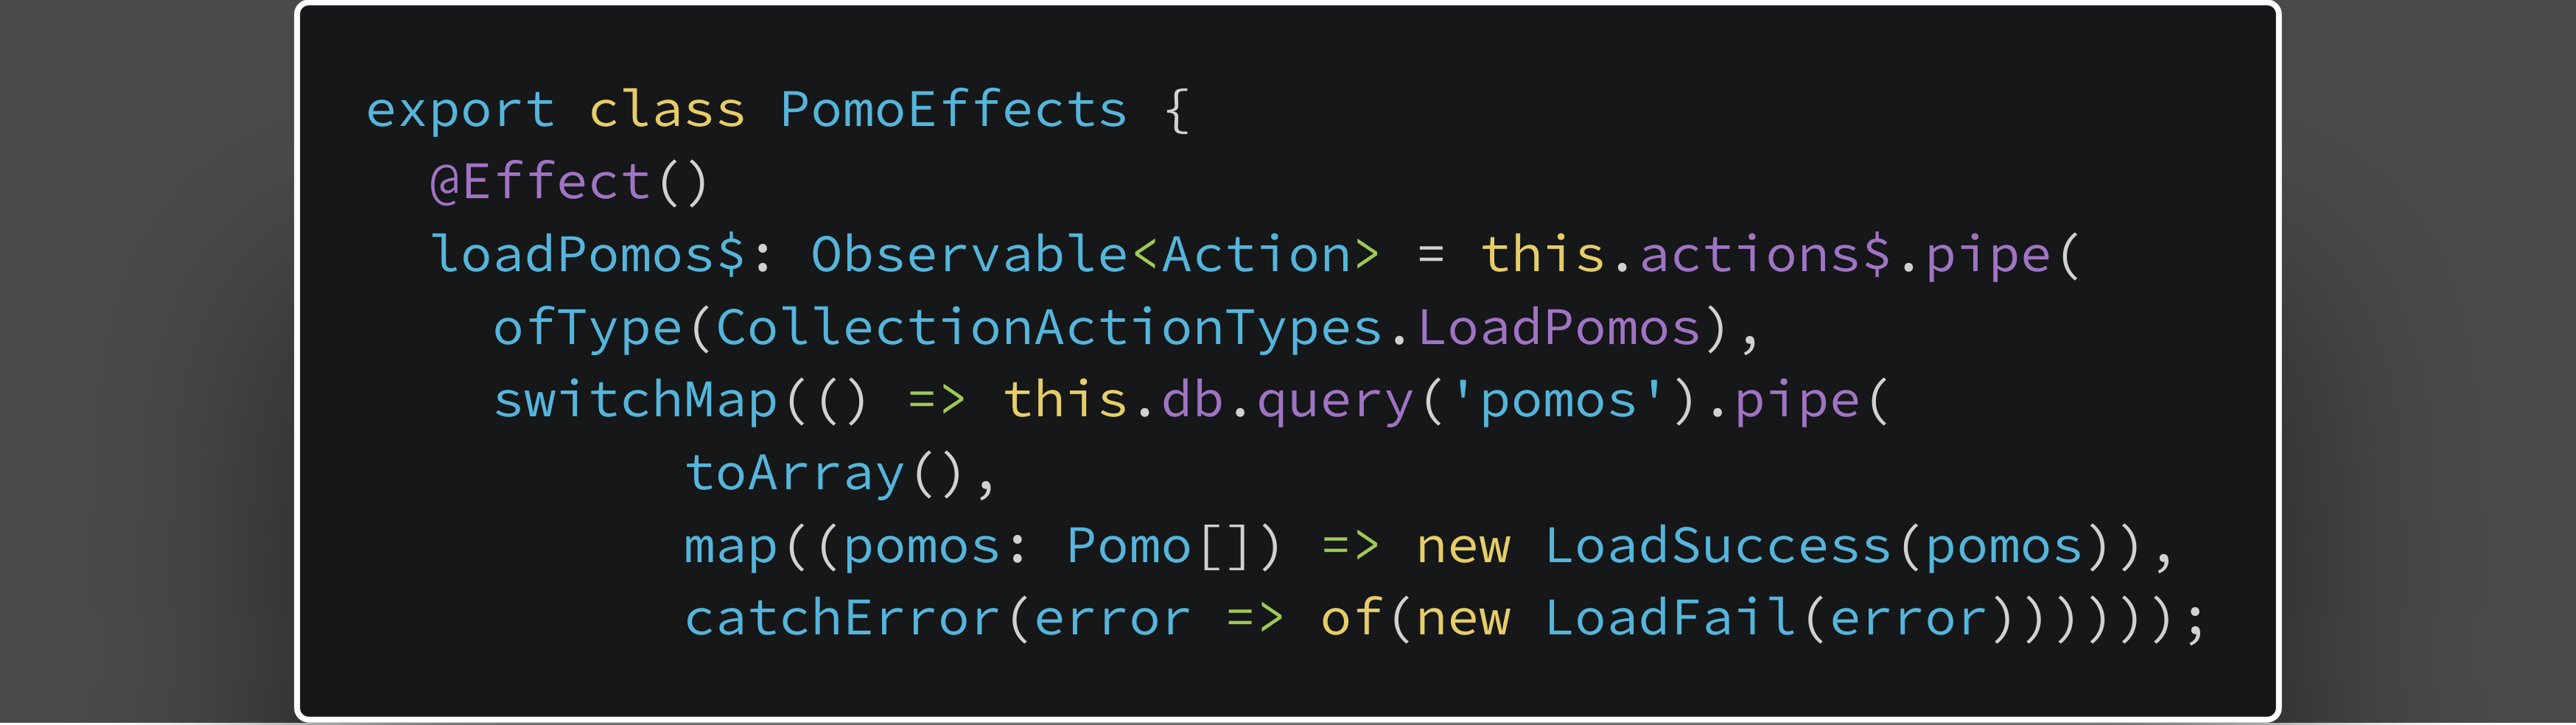 export class PomoEffects {
  @Effect()
  loadPomos$: Observable<Action> = this.actions$.pipe(
    ofType(CollectionActionTypes.LoadPomos),
    switchMap(() => this.db.query('pomos').pipe(
          toArray(),
          map((pomos: Pomo[]) => new LoadSuccess(pomos)),
          catchError(error => of(new LoadFail(error))))));